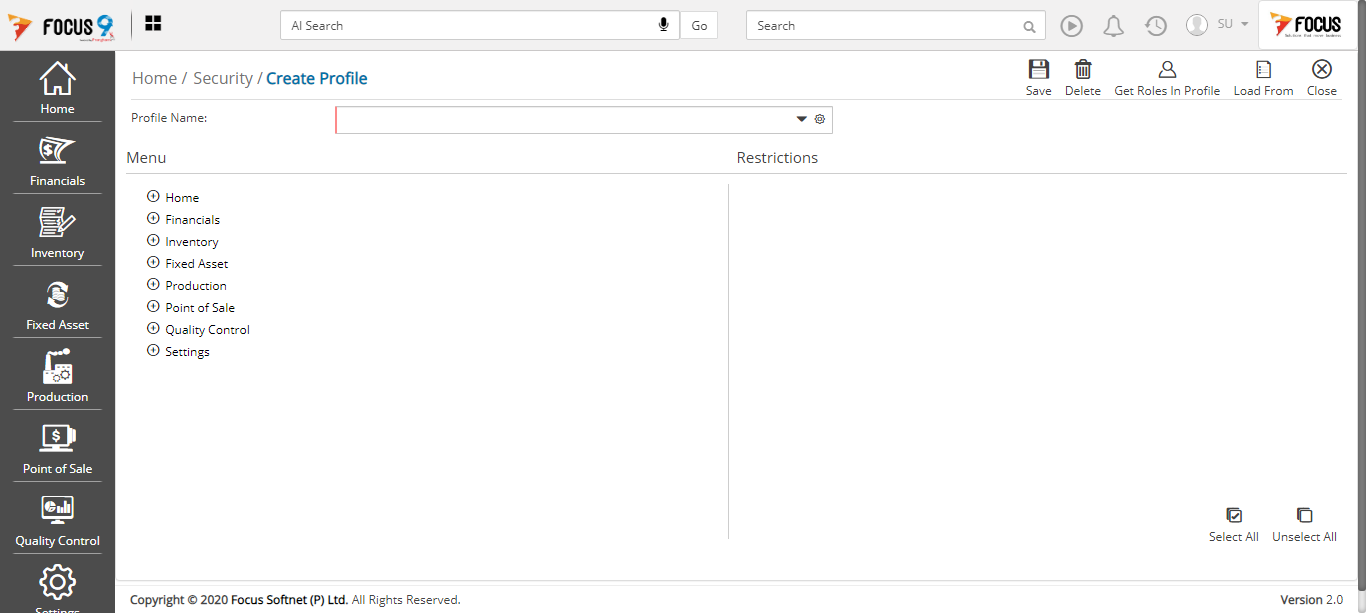 FOCUS 9
AI Search
Go
Search
SU
FOCUS
Home
Financials
Inventory
Fixed Asset
Production
Point of Sale
Quality Control
Settings
Home / Security / Create Profile
Save
Delete
Get Roles In Profile
Load From
Close
Profile Name:
Menu
Restrictions
Home
Financials
Inventory
Fixed Asset
Production
Point of Sale
Quality Control
Settings
Select All
Unselect All
Copyright © 2020 Focus Softnet (P) Ltd. All Rights Reserved.
Version 2.0